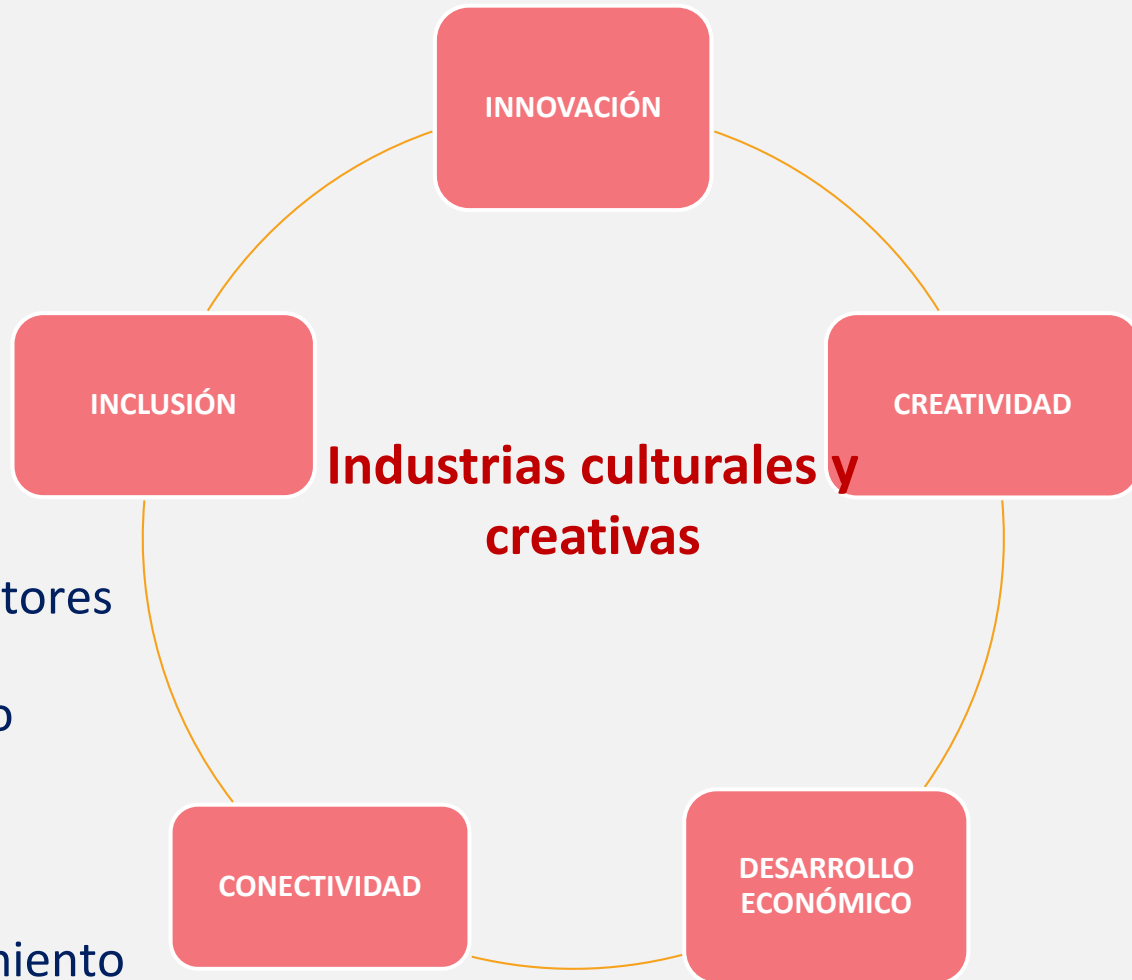 INNOVACIÓN
INCLUSIÓN
CREATIVIDAD
Industrias culturales y
creativas
tores
o
CONECTIVIDAD
DESARROLLO
ECONÓMICO
miento